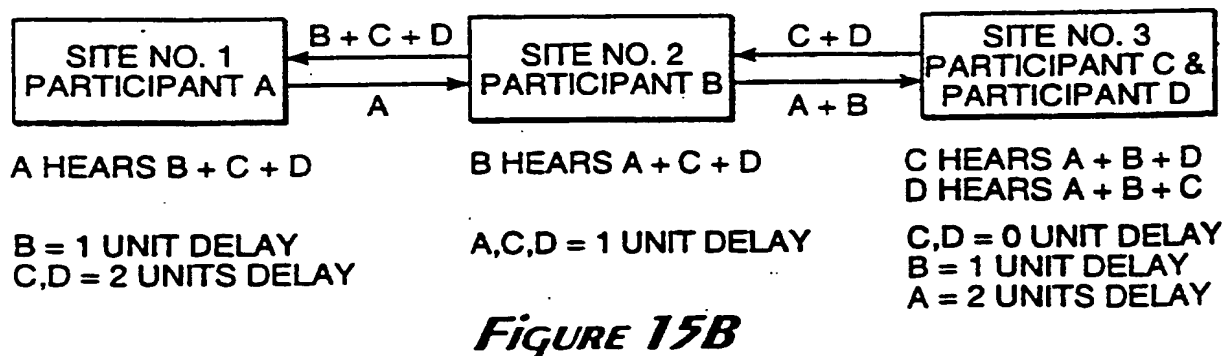 SITE NO. 1
PARTICIPANT A
B + C + D
A
SITE NO. 2
PARTICIPANT B
C + D
A + B
SITE NO. 3
PARTICIPANT C &
PARTICIPANT D
A HEARS B + C + D
B = 1 UNIT DELAY
C,D = 2 UNITS DELAY
B HEARS A + C + D
A,C,D = 1 UNIT DELAY
C HEARS A + B + D
D HEARS A + B + C
C,D = 0 UNIT DELAY
B = 1 UNIT DELAY
A = 2 UNITS DELAY
FIGURE 15B